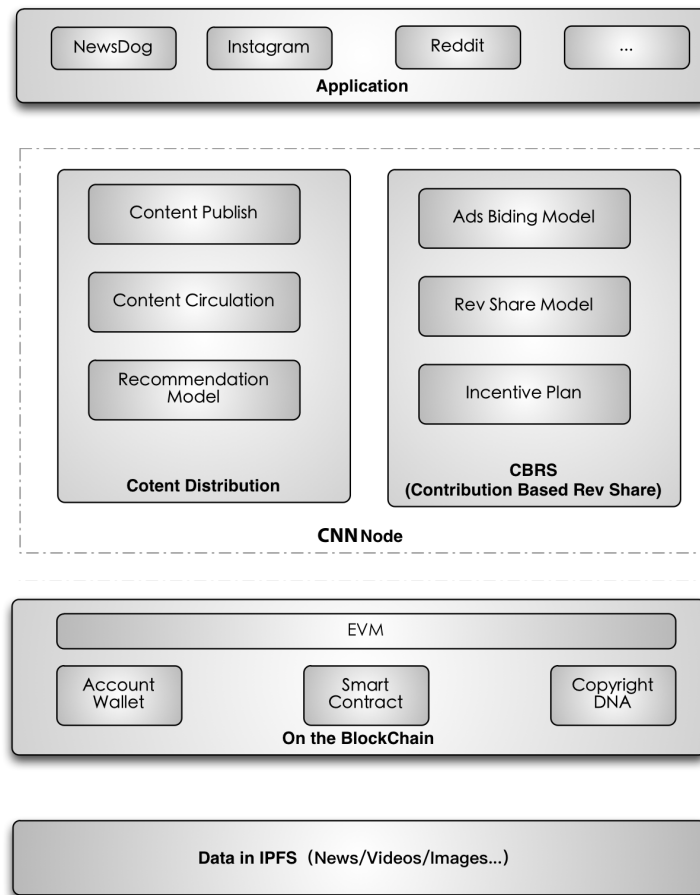 NewsDog
Instagram
Reddit
...
Application
Content Publish
Content Circulation
Recommendation
Model
Cotent Distribution
Ads Biding Model
Rev Share Model
Incentive Plan
CBRS
(Contribution Based Rev Share)
CNN Node
EVM
Account
Wallet
Smart
Contract
Copyright
DNA
On the BlockChain
Data in IPFS（News/Videos/Images...）